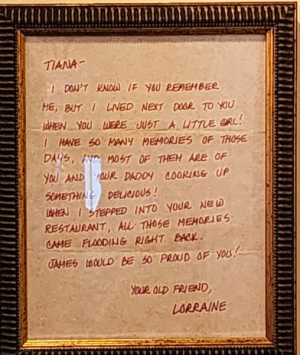 TIANA-
I DON'T KNOW IF YOU REMEMBER
ME, BUT I LIVED NEXT DOOR TO YOU
WHEN YOU WERE JUST A LITTLE GIRL!
I HAVE SO MANY MEMORIES OF THOSE
DAYS, AND MOST OF THEM ARE OF
YOU AND YOUR DADDY COOKING UP
SOMETHING DELICIOUS!
WHEN I STEPPED INTO YOUR NEW
RESTAURANT, ALL THOSE MEMORIES
CAME FLOODING RIGHT BACK.
JAMES WOULD BE SO PROUD OF YOU!
YOUR OLD FRIEND,
LORRAINE